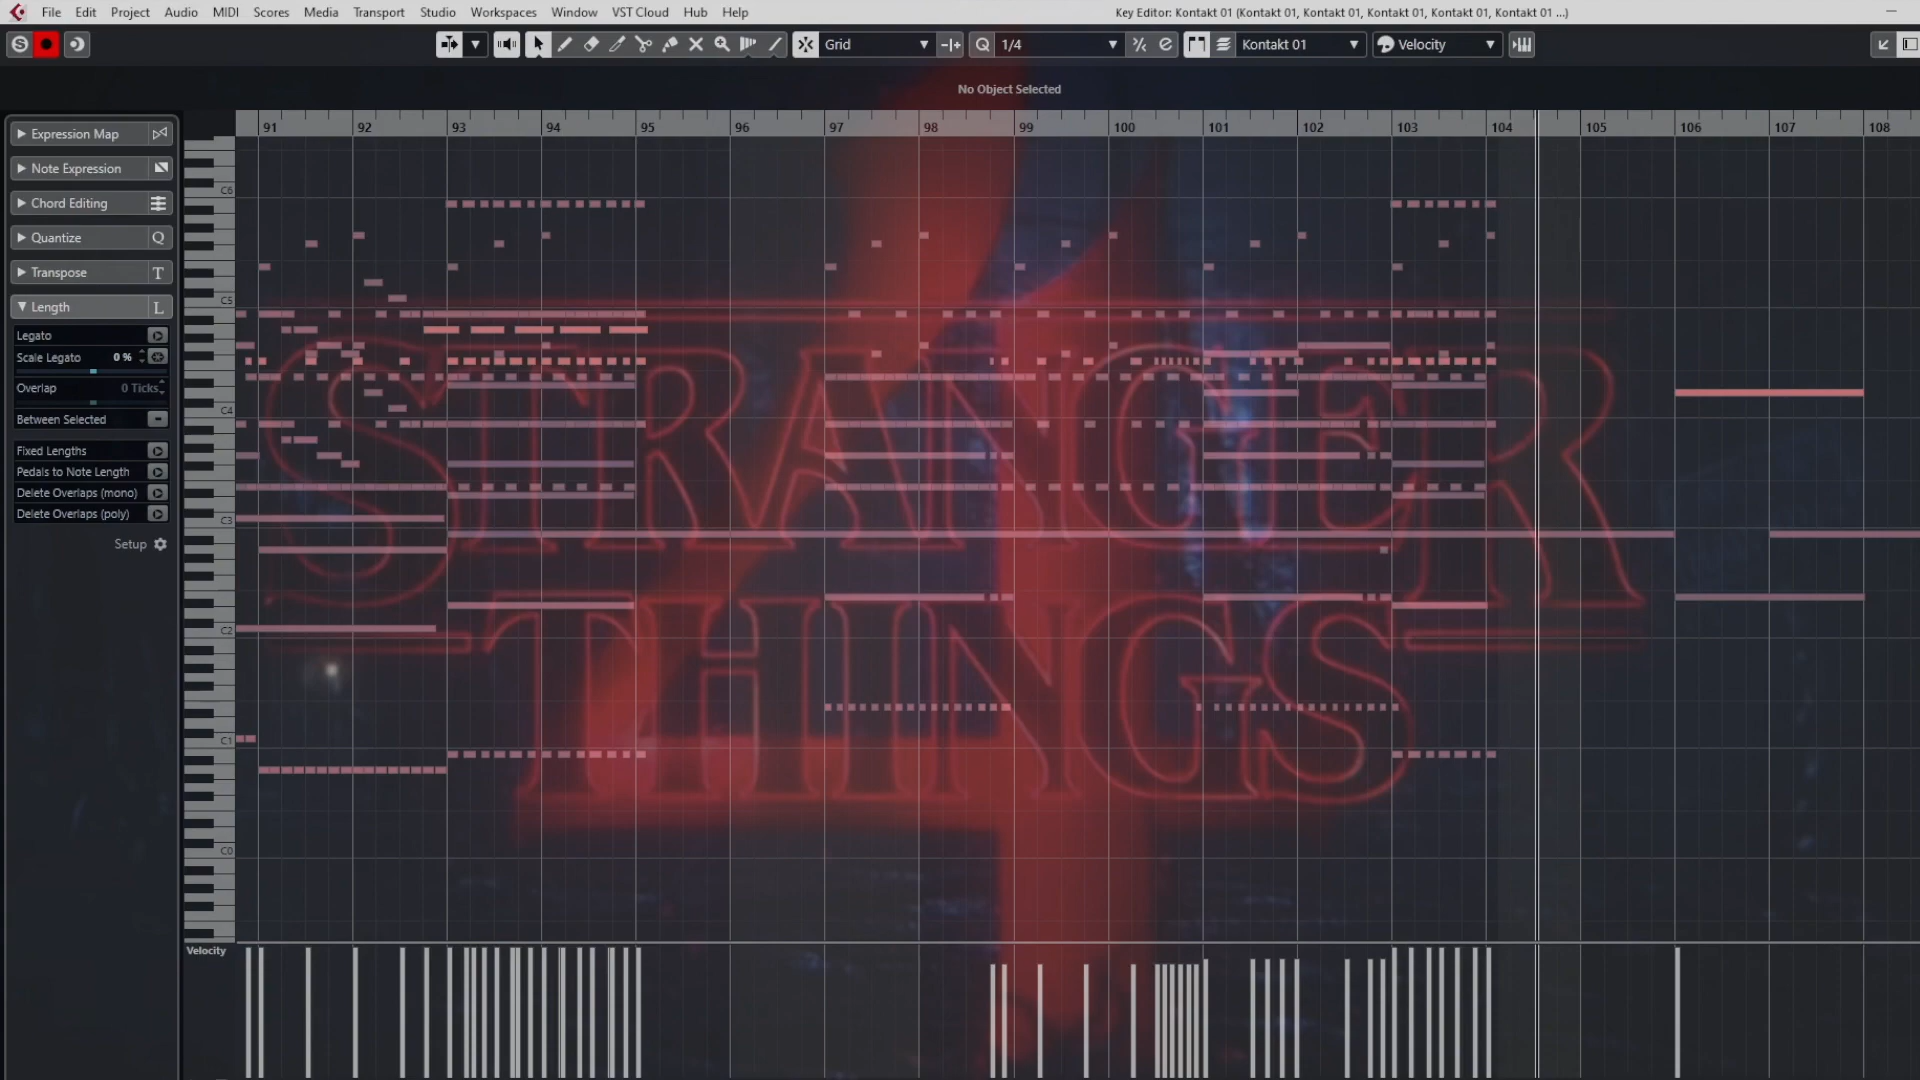 File Edit Project Audio MIDI Scores Media Transport Studio Workspaces Window VST Cloud Hub Help Key Editor: Kontakt 01 (Kontakt 01, Kontakt 01, Kontakt 01, Kontakt 01, Kontakt 01 ...)
S Grid Q 1/4 e Kontakt 01 Velocity
No Object Selected
91 92 93 94 95 96 97 98 99 100 101 102 103 104 105 106 107 108
Expression Map
Note Expression
Chord Editing
Quantize Q
Transpose T
Length L
Legato
Scale Legato 0 %
Overlap 0 Ticks
Between Selected
Fixed Lengths
Pedals to Note Length
Delete Overlaps (mono)
Delete Overlaps (poly)
Setup
C6
C5
C4
C3
C2
C1
C0
STRANGER
THINGS
4
Velocity